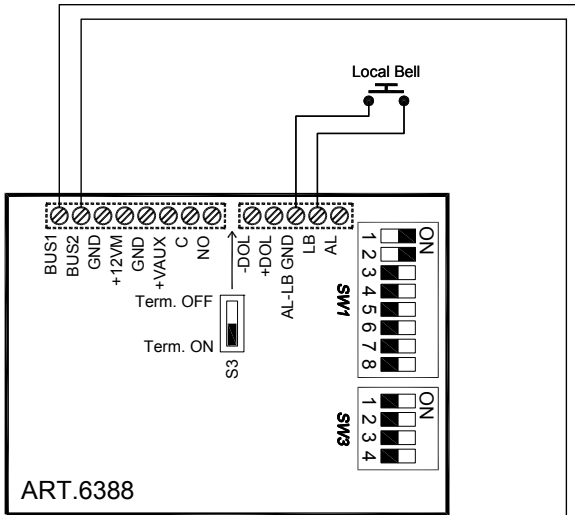 Local Bell
BUS1
BUS2
GND
+12VM
GND
+VAUX
C
NO
-DOL
+DOL
AL-LB GND
LB
AL
Term. OFF
Term. ON
S3
SW1
1
2
3
4
5
6
7
8
ON
SW3
1
2
3
4
ON
ART.6388